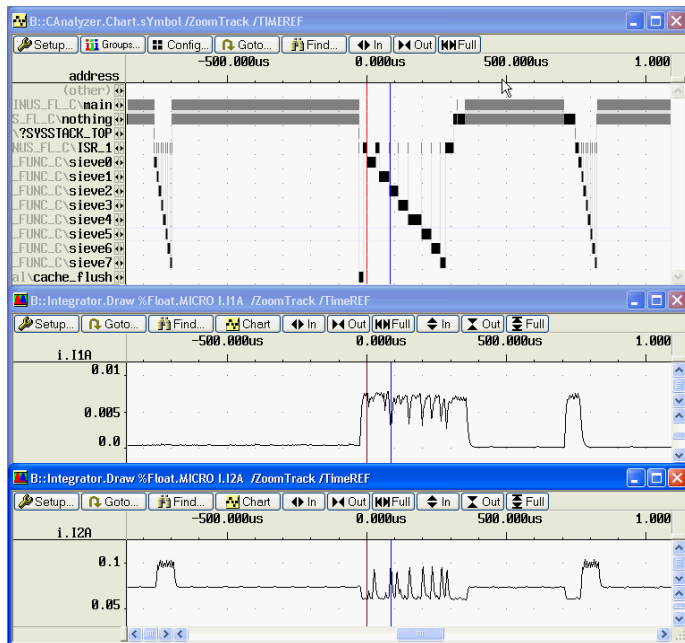 B::CAnalyzer.Chart.sYmbol /ZoomTrack /TIMEREF
Setup... Groups... Config... Goto... Find... In Out Full
-500.000us 0.000us 500.000us 1.000
address
(other)
INUS_FL_C\main
S_FL_C\nothing
\?SYSSTACK_TOP
NUS_FL_C\ISR_1
_FUNC_C\sieve0
_FUNC_C\sieve1
_FUNC_C\sieve2
_FUNC_C\sieve3
_FUNC_C\sieve4
_FUNC_C\sieve5
_FUNC_C\sieve6
_FUNC_C\sieve7
al\cache_flush
B::Integrator.Draw %Float.MICRO I.I1A /ZoomTrack /TimeREF
Setup... Goto... Find... Chart In Out Full In Out Full
-500.000us 0.000us 500.000us 1.000
i.I1A
0.01
0.005
0.0
B::Integrator.Draw %Float.MICRO I.I2A /ZoomTrack /TimeREF
Setup... Goto... Find... Chart In Out Full In Out Full
-500.000us 0.000us 500.000us 1.000
i.I2A
0.1
0.05